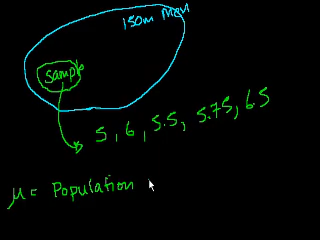 150m men
sample
5, 6, 5.5, 5.75, 6.5
μ = Population